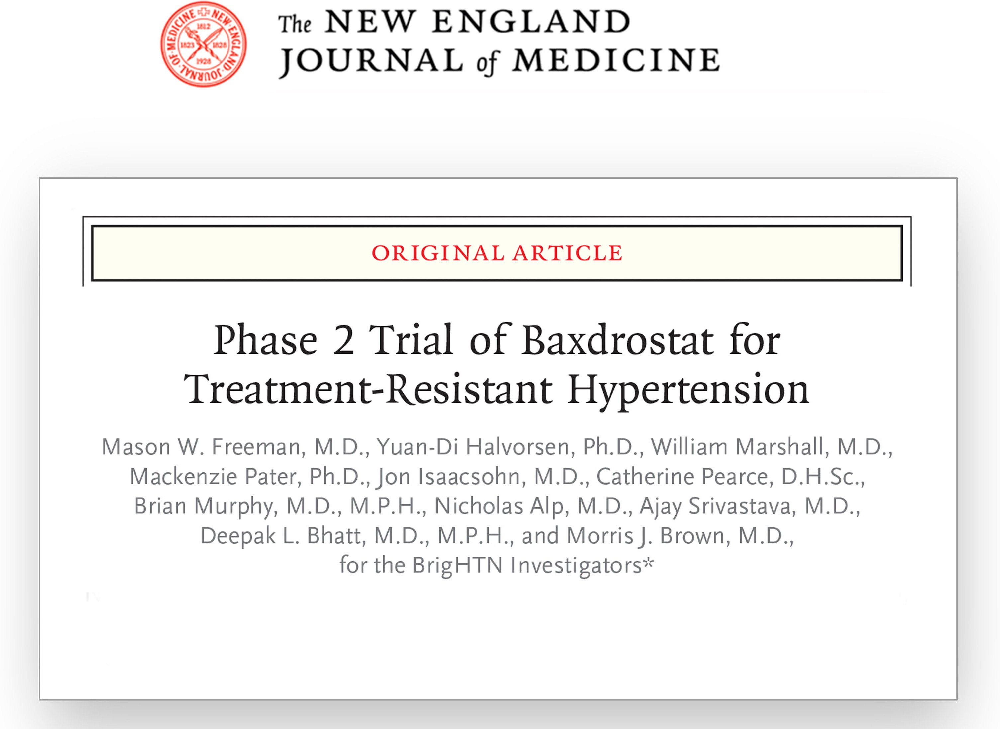 MEDICINE NEW ENGLAND JOURNAL OF
1812
1823 1828
1928
The NEW ENGLAND
JOURNAL of MEDICINE
ORIGINAL ARTICLE
Phase 2 Trial of Baxdrostat for
Treatment-Resistant Hypertension
Mason W. Freeman, M.D., Yuan-Di Halvorsen, Ph.D., William Marshall, M.D.,
Mackenzie Pater, Ph.D., Jon Isaacsohn, M.D., Catherine Pearce, D.H.Sc.,
Brian Murphy, M.D., M.P.H., Nicholas Alp, M.D., Ajay Srivastava, M.D.,
Deepak L. Bhatt, M.D., M.P.H., and Morris J. Brown, M.D.,
for the BrigHTN Investigators*